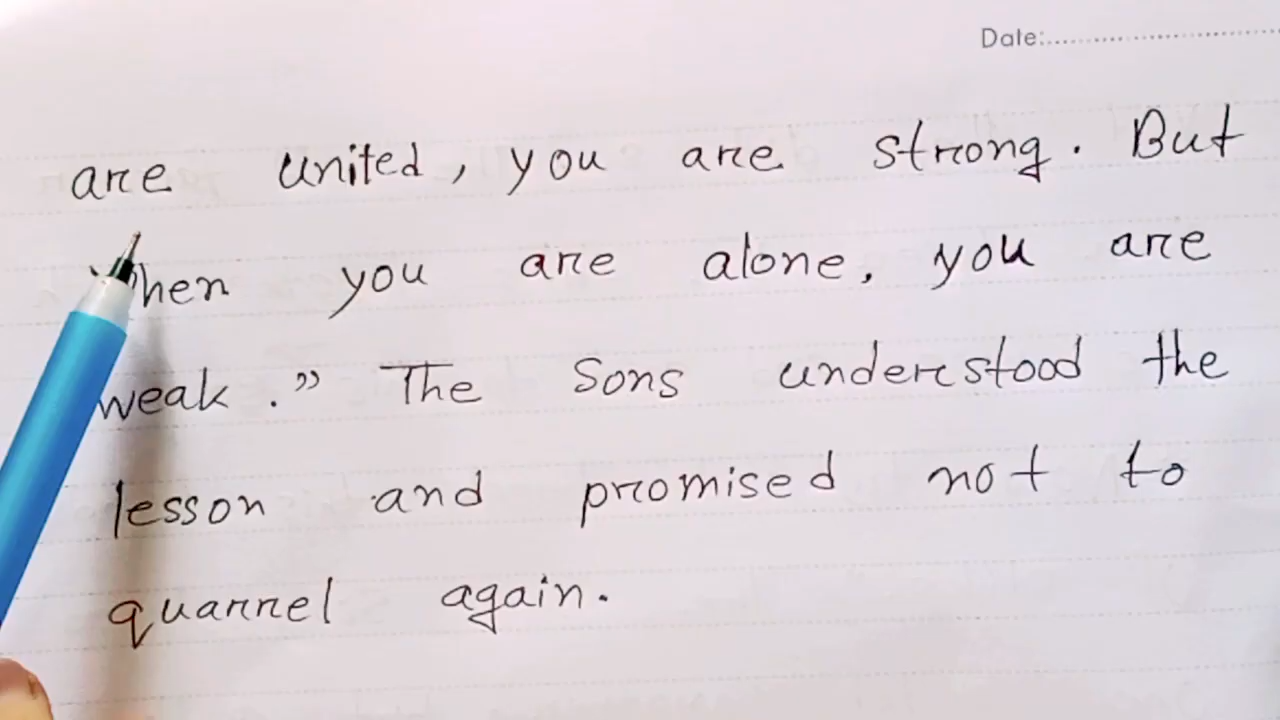 Date:
are united, you are strong. But
when you are alone, you are
weak." The Sons understood the
lesson and promised not to
quarrel again.